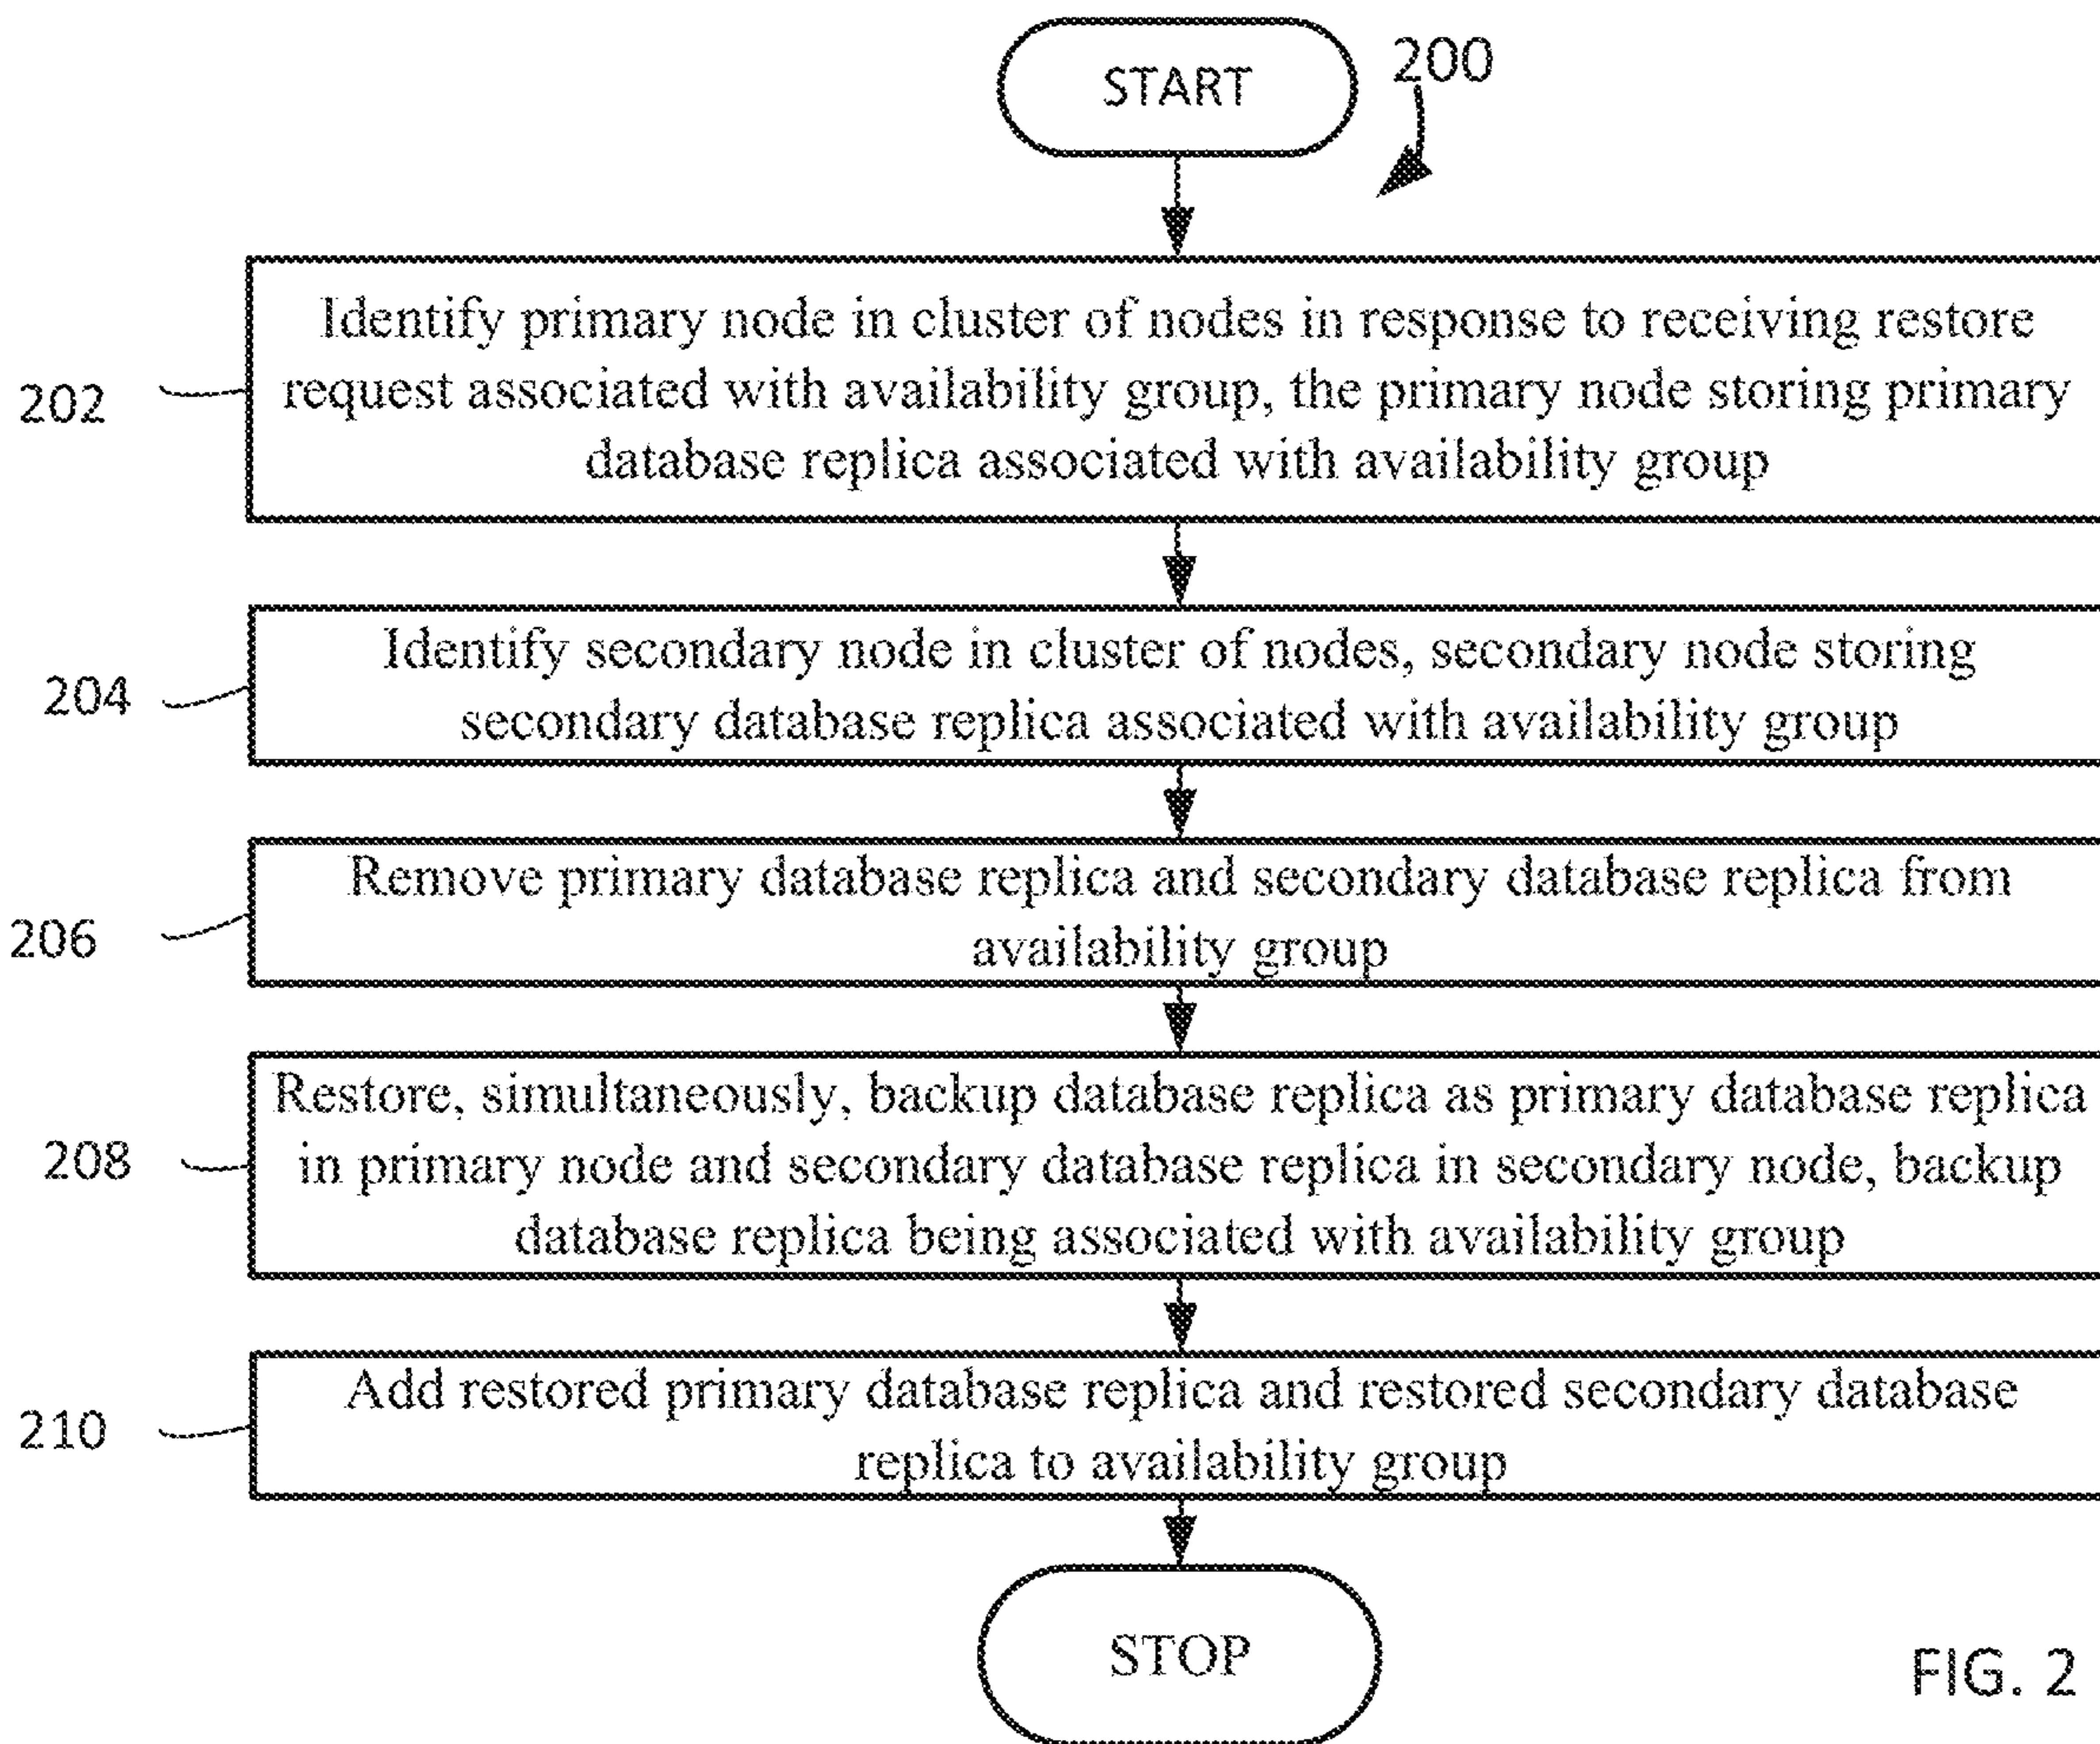 START
200
Identify primary node in cluster of nodes in response to receiving restore
request associated with availability group, the primary node storing primary
database replica associated with availability group
202
Identify secondary node in cluster of nodes, secondary node storing
secondary database replica associated with availability group
204
Remove primary database replica and secondary database replica from
availability group
206
Restore, simultaneously, backup database replica as primary database replica
in primary node and secondary database replica in secondary node, backup
database replica being associated with availability group
208
Add restored primary database replica and restored secondary database
replica to availability group
210
STOP
FIG. 2